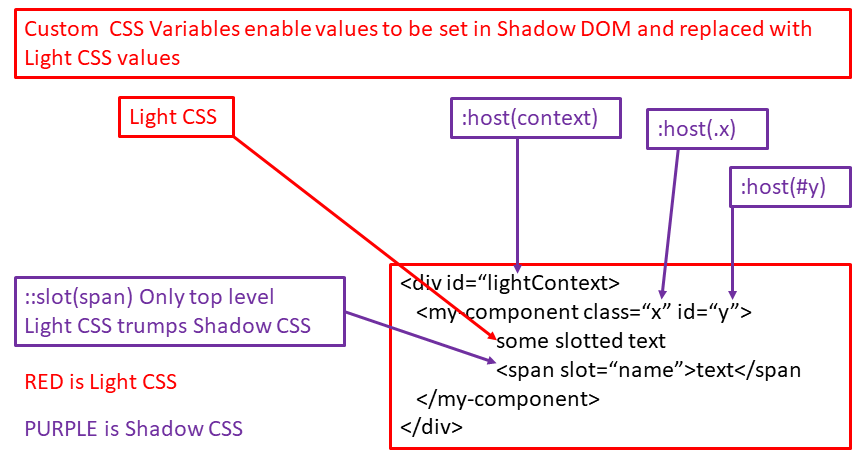 Custom CSS Variables enable values to be set in Shadow DOM and replaced with
Light CSS values
Light CSS
:host(context)
:host(.x)
:host(#y)
::slot(span) Only top level
Light CSS trumps Shadow CSS
RED is Light CSS
PURPLE is Shadow CSS
<div id=“lightContext>
<my-component class=“x” id=“y”>
some slotted text
<span slot=“name”>text</span
</my-component>
</div>